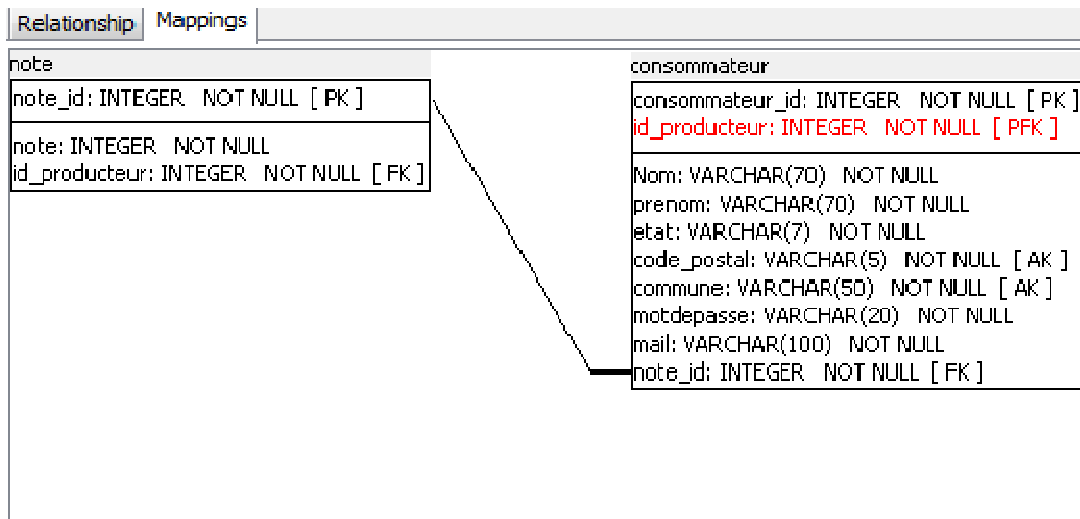 Relationship Mappings
note
note_id: INTEGER NOT NULL [ PK ]
note: INTEGER NOT NULL
id_producteur: INTEGER NOT NULL [ FK ]
consommateur
consommateur_id: INTEGER NOT NULL [ PK ]
id_producteur: INTEGER NOT NULL [ PFK ]
Nom: VARCHAR(70) NOT NULL
prenom: VARCHAR(70) NOT NULL
etat: VARCHAR(7) NOT NULL
code_postal: VARCHAR(5) NOT NULL [ AK ]
commune: VARCHAR(50) NOT NULL [ AK ]
motdepasse: VARCHAR(20) NOT NULL
mail: VARCHAR(100) NOT NULL
note_id: INTEGER NOT NULL [ FK ]